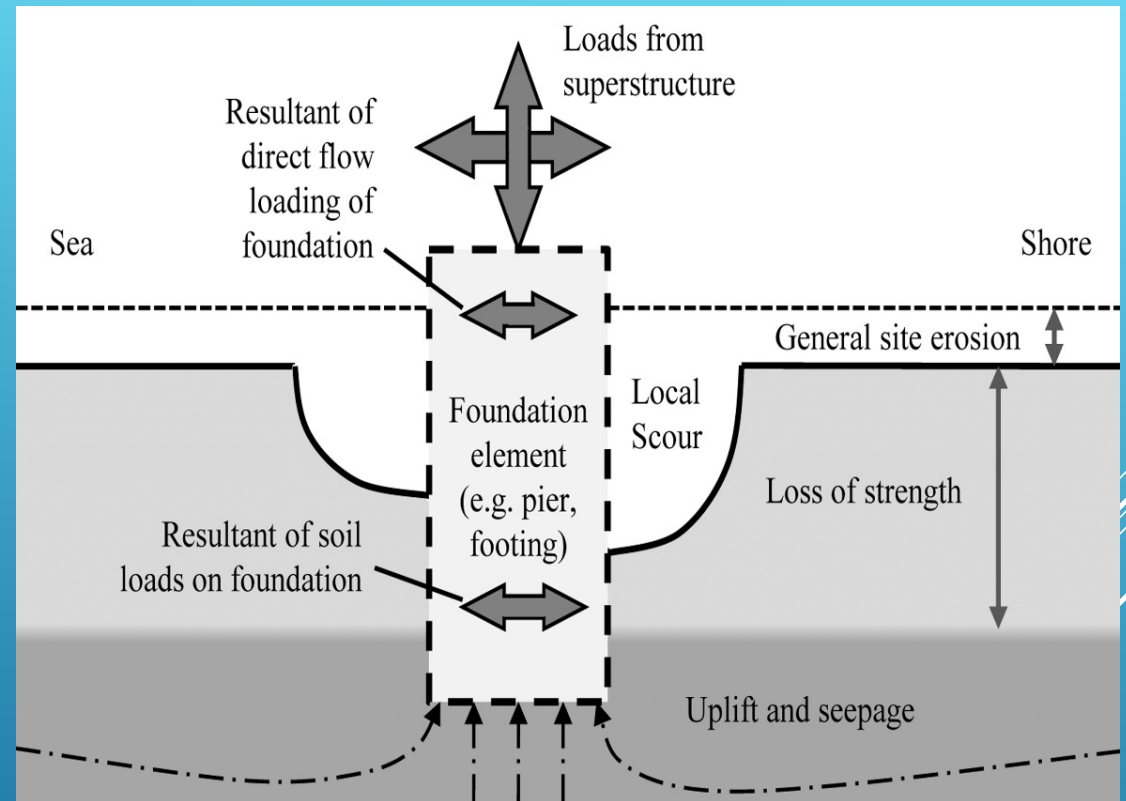 Loads from
superstructure
Resultant of
direct flow
loading of
foundation
Sea
Shore
General site erosion
Local
Scour
Foundation
element
(e.g. pier,
footing)
Loss of strength
Resultant of soil
loads on foundation
Uplift and seepage